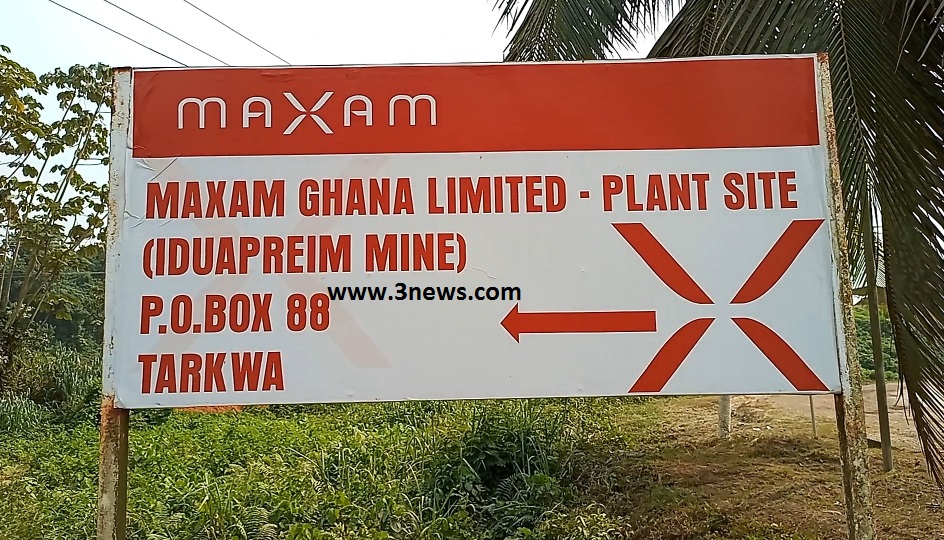 MAXAM
MAXAM GHANA LIMITED - PLANT SITE
(IDUAPREIM MINE)
P.O.BOX 88
www.3news.com
TARKWA